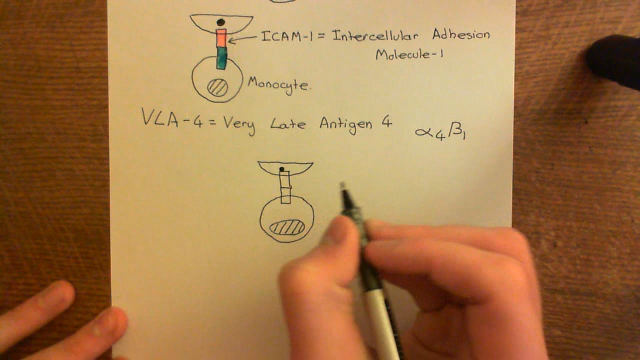 ICAM-1 = Intercellular Adhesion
Molecule-1
Monocyte.
VLA-4 = Very Late Antigen 4 α4β1